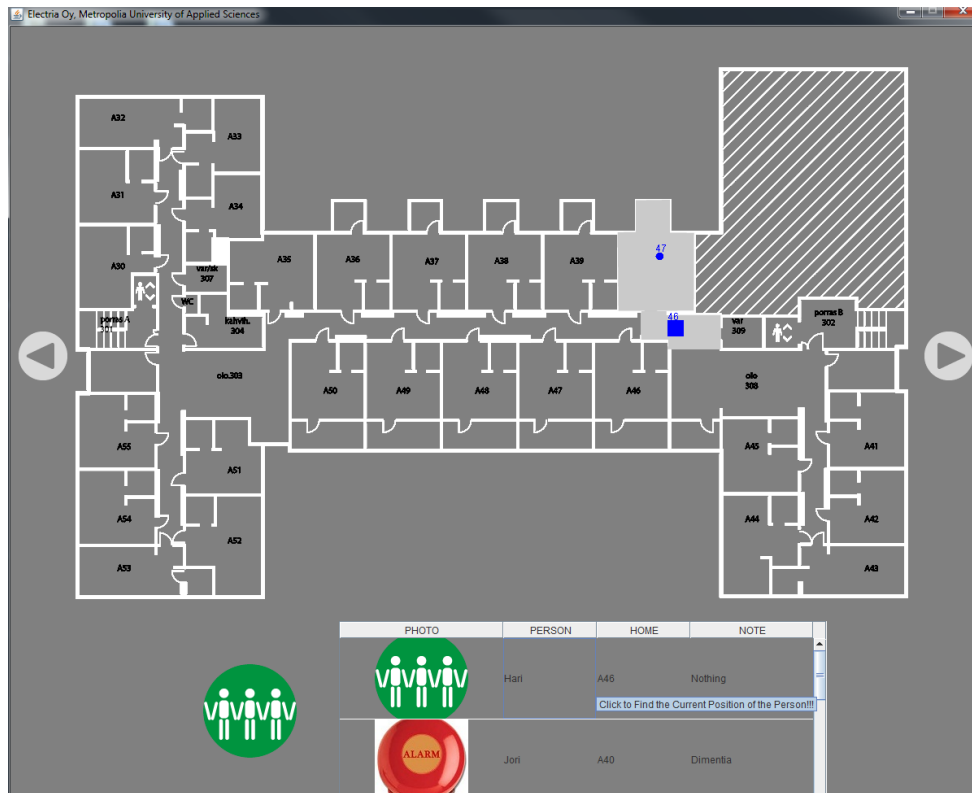 Electria Oy, Metropolia University of Applied Sciences
A32
A33
A31
A34
A30
var/sk
307
WC
kahvih.
304
porras A
301
A35
A36
A37
A38
A39
47
46
var
309
porras B
302
olo.303
A50
A49
A48
A47
A46
olo
308
A55
A51
A54
A52
A53
A45
A41
A44
A42
A43
PHOTO PERSON HOME NOTE
Hari A46 Nothing
Click to Find the Current Position of the Person!!!
ALARM
Jori A40 Dimentia